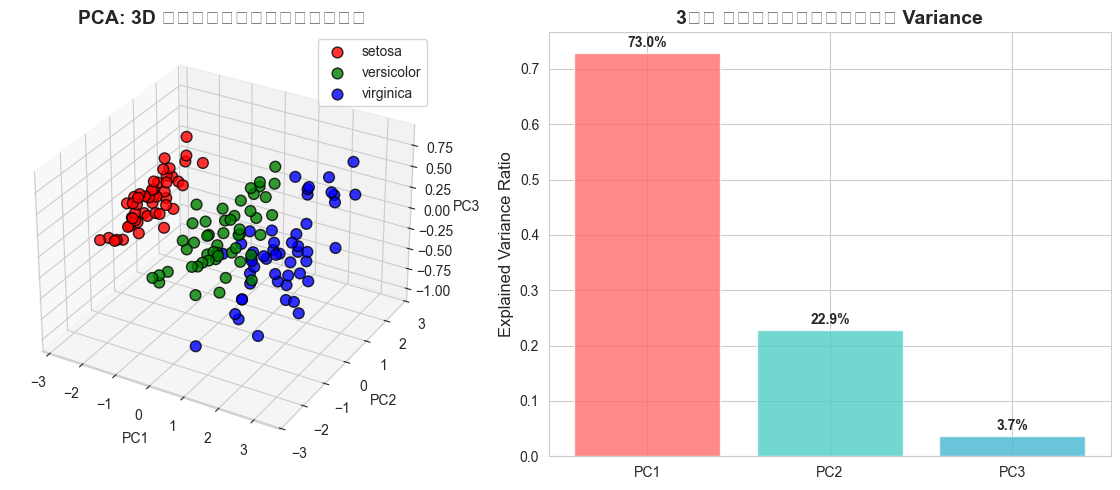 PCA: 3D
setosa
versicolor
virginica
0.75
0.50
0.25
0.00
−0.25
−0.50
−0.75
−1.00
PC3
3
2
1
0
−1
−2
−3
PC2
−3
−2
−1
0
1
2
3
PC1
3 Variance
73.0%
22.9%
3.7%
0.7
0.6
0.5
0.4
0.3
0.2
0.1
0.0
Explained Variance Ratio
PC1
PC2
PC3